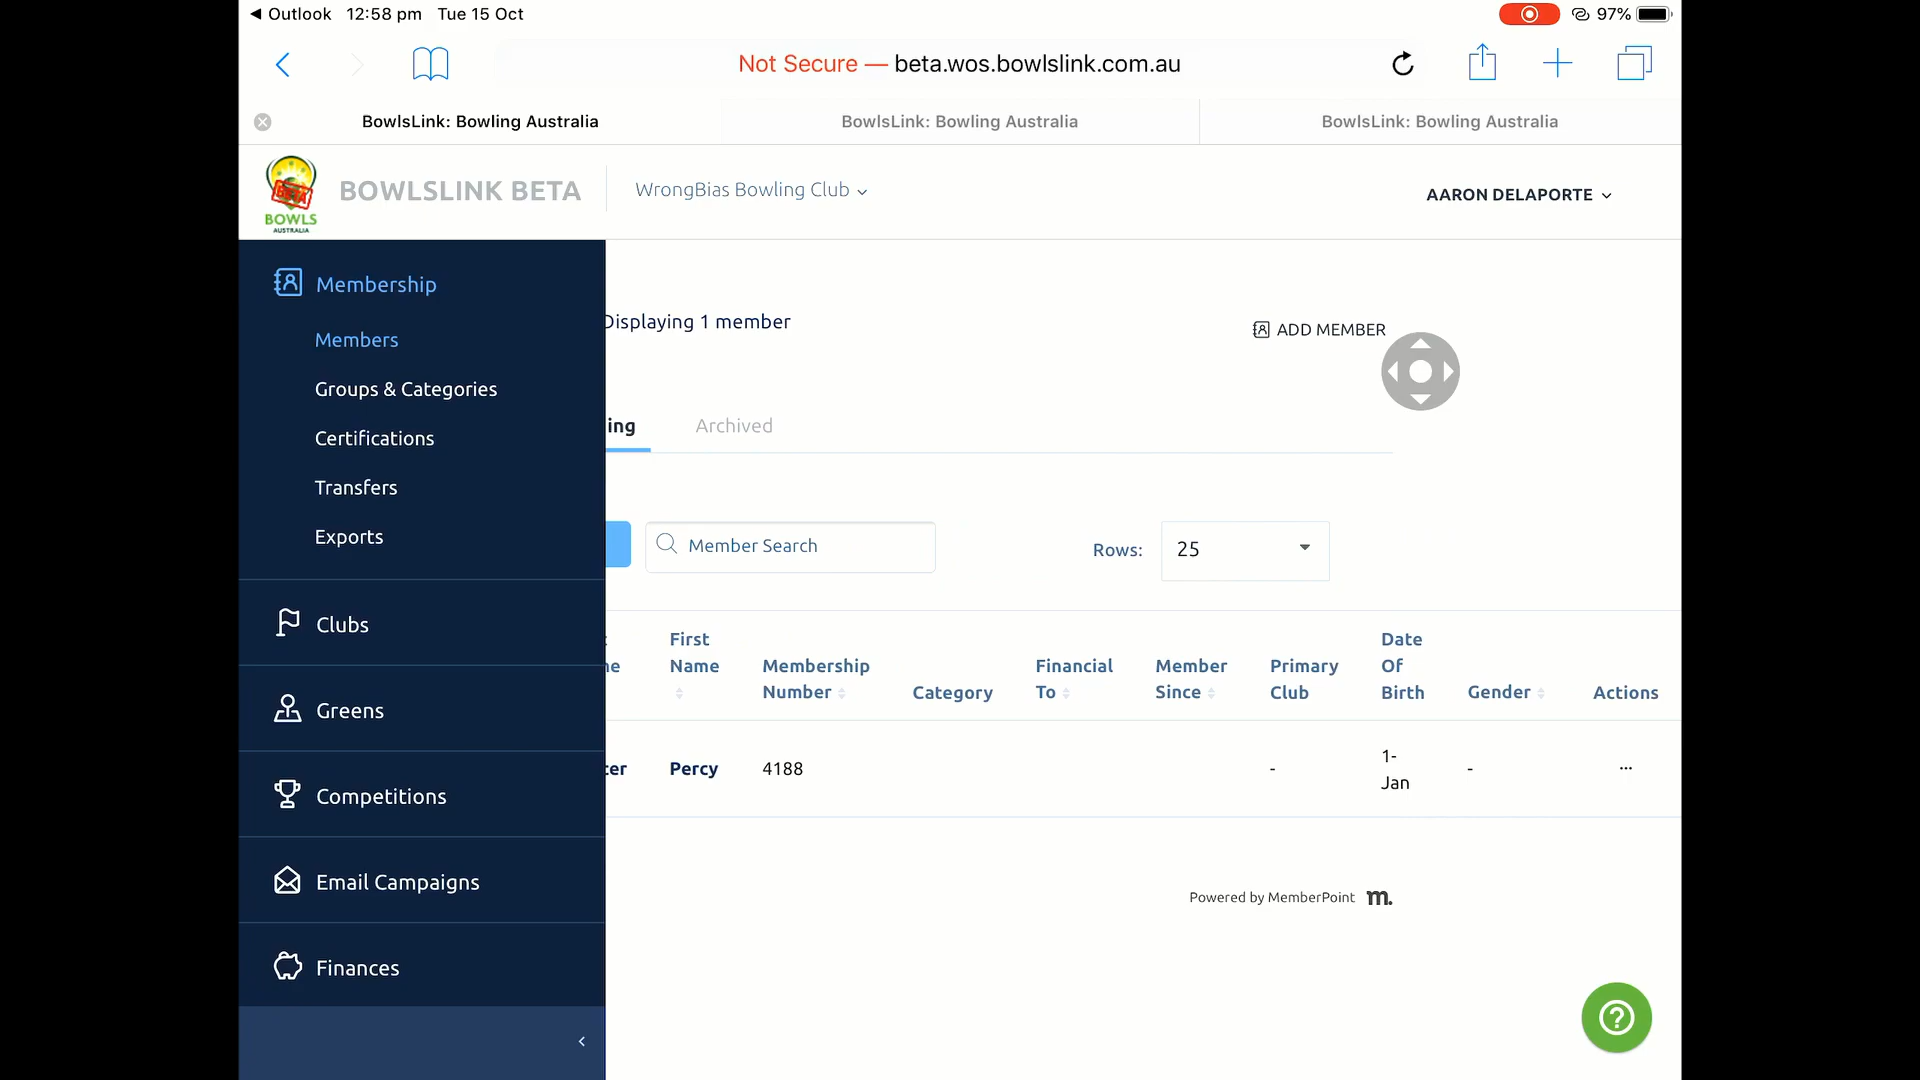 Outlook 12:58 pm Tue 15 Oct 97%
Not Secure — beta.wos.bowlslink.com.au
BowlsLink: Bowling Australia BowlsLink: Bowling Australia BowlsLink: Bowling Australia
BETA
BOWLS
AUSTRALIA
BOWLSLINK BETA WrongBias Bowling Club AARON DELAPORTE
Membership
Members
Groups & Categories
Certifications
Transfers
Exports
Clubs
Greens
Competitions
Email Campaigns
Finances
Displaying 1 member ADD MEMBER
ing Archived
Member Search Rows: 25
First Name Membership Number Category Financial To Member Since Primary Club Date Of Birth Gender Actions
ter Percy 4188 - 1-Jan - ...
Powered by MemberPoint m.